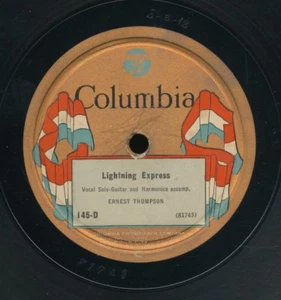 Columbia
Lightning Express
Vocal Solo-Guitar and Harmonica accomp.
ERNEST THOMPSON
145-D (81743)